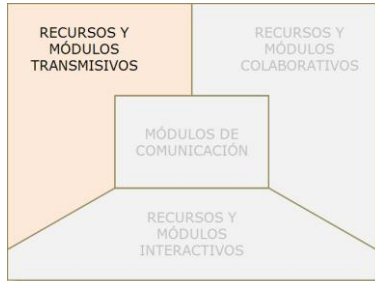 RECURSOS Y
MÓDULOS
TRANSMISIVOS
RECURSOS Y
MÓDULOS
COLABORATIVOS
MÓDULOS DE
COMUNICACIÓN
RECURSOS Y
MÓDULOS
INTERACTIVOS